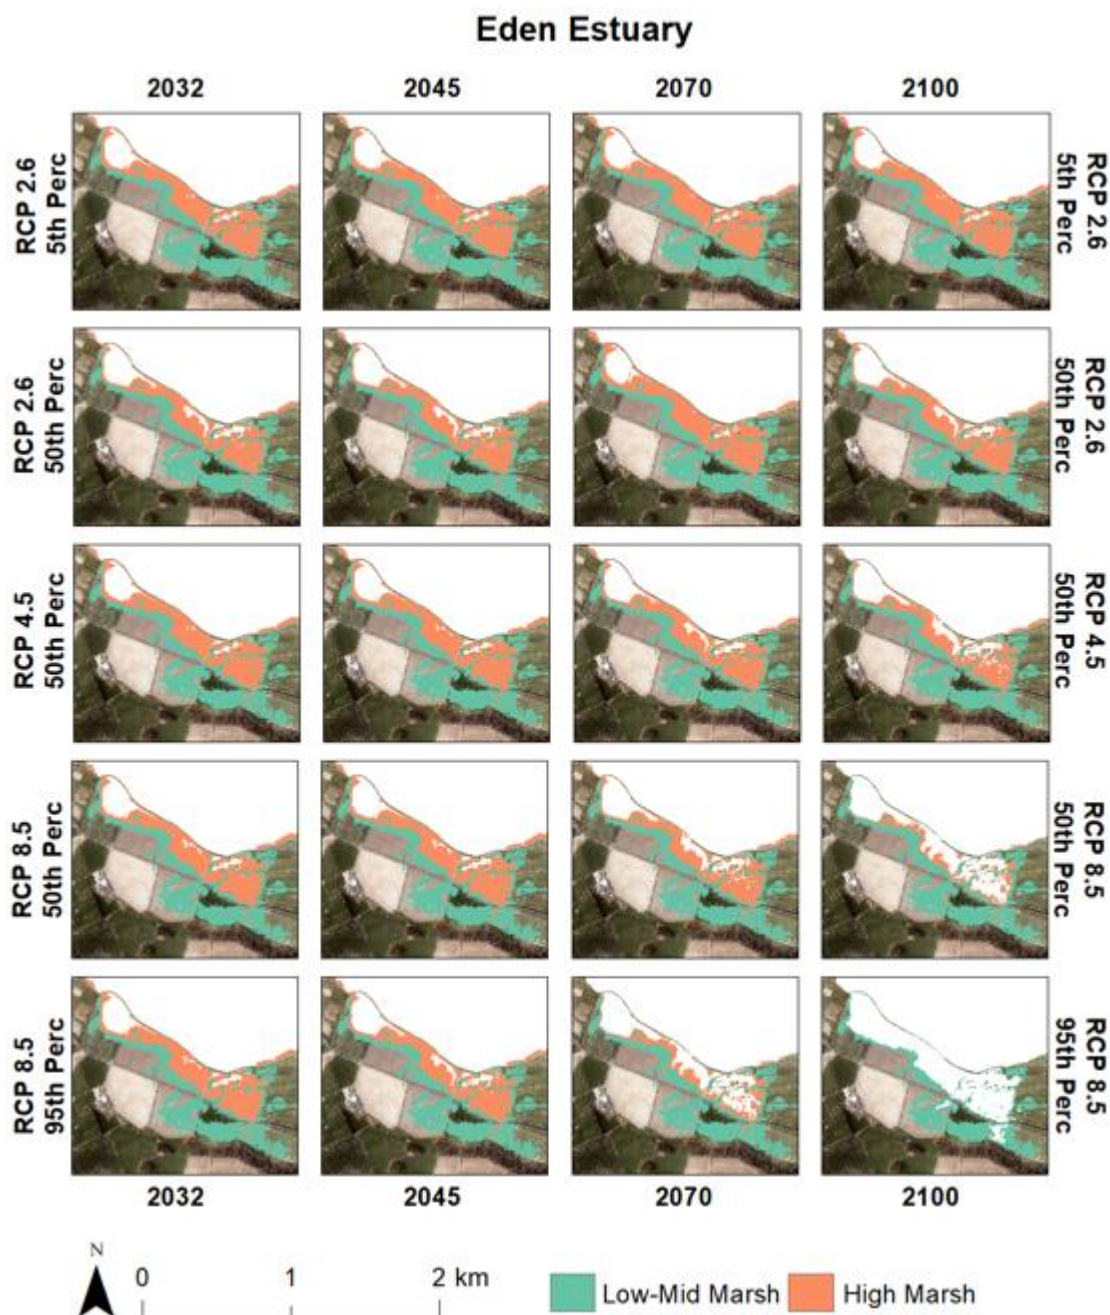 Eden Estuary
2032 2045 2070 2100
RCP 2.6
5th Perc
RCP 2.6
5th Perc
RCP 2.6
50th Perc
RCP 2.6
50th Perc
RCP 4.5
50th Perc
RCP 4.5
50th Perc
RCP 8.5
50th Perc
RCP 8.5
50th Perc
RCP 8.5
95th Perc
RCP 8.5
95th Perc
2032 2045 2070 2100
N
0 1 2 km
Low-Mid Marsh High Marsh